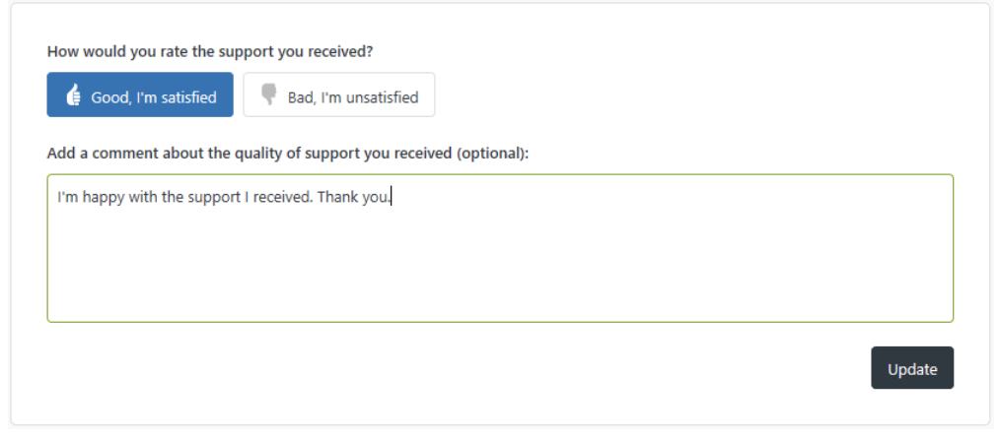 How would you rate the support you received?
Good, I'm satisfied Bad, I'm unsatisfied
Add a comment about the quality of support you received (optional):
I'm happy with the support I received. Thank you.
Update